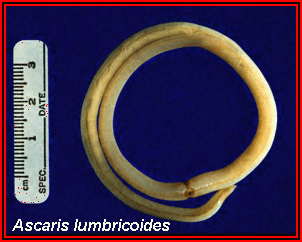 3
2
1
cm
SPEC.
DATE
Ascaris lumbricoides